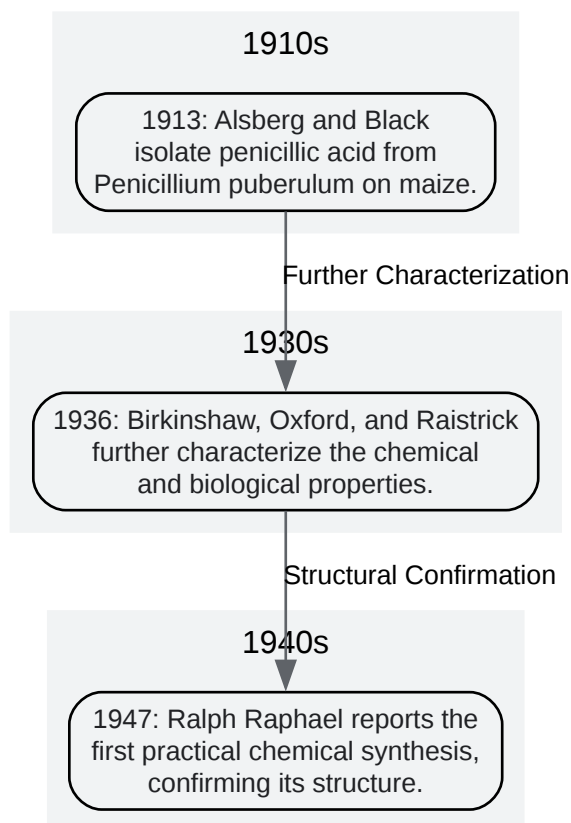 1910s
1913: Alsberg and Black
isolate penicillic acid from
Penicillium puberulum on maize.
Further Characterization
1930s
1936: Birkinshaw, Oxford, and Raistrick
further characterize the chemical
and biological properties.
Structural Confirmation
1940s
1947: Ralph Raphael reports the
first practical chemical synthesis,
confirming its structure.